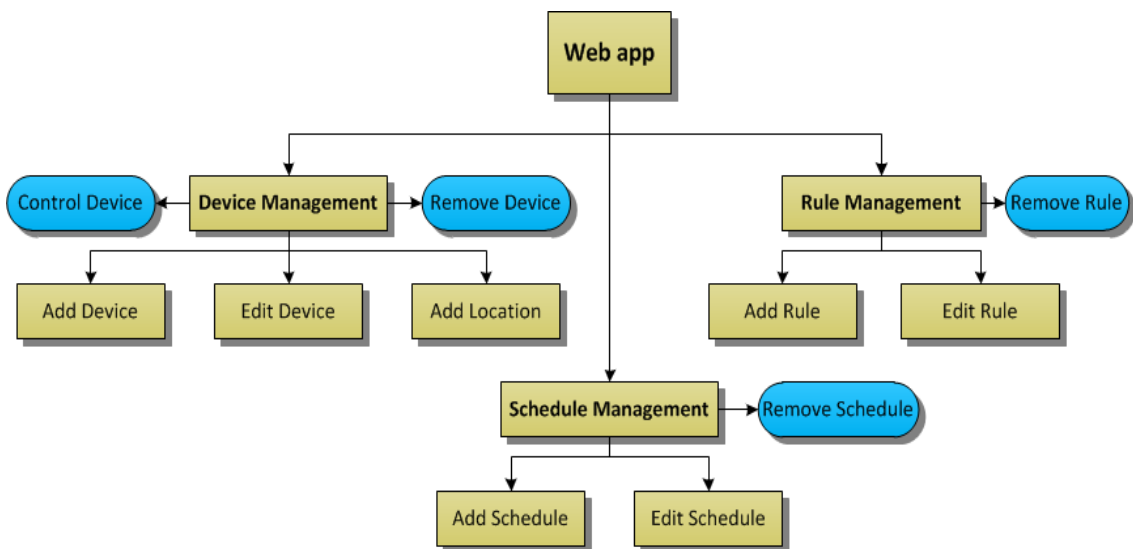 Web app
Control Device
Device Management
Remove Device
Rule Management
Remove Rule
Add Device
Edit Device
Add Location
Add Rule
Edit Rule
Schedule Management
Remove Schedule
Add Schedule
Edit Schedule